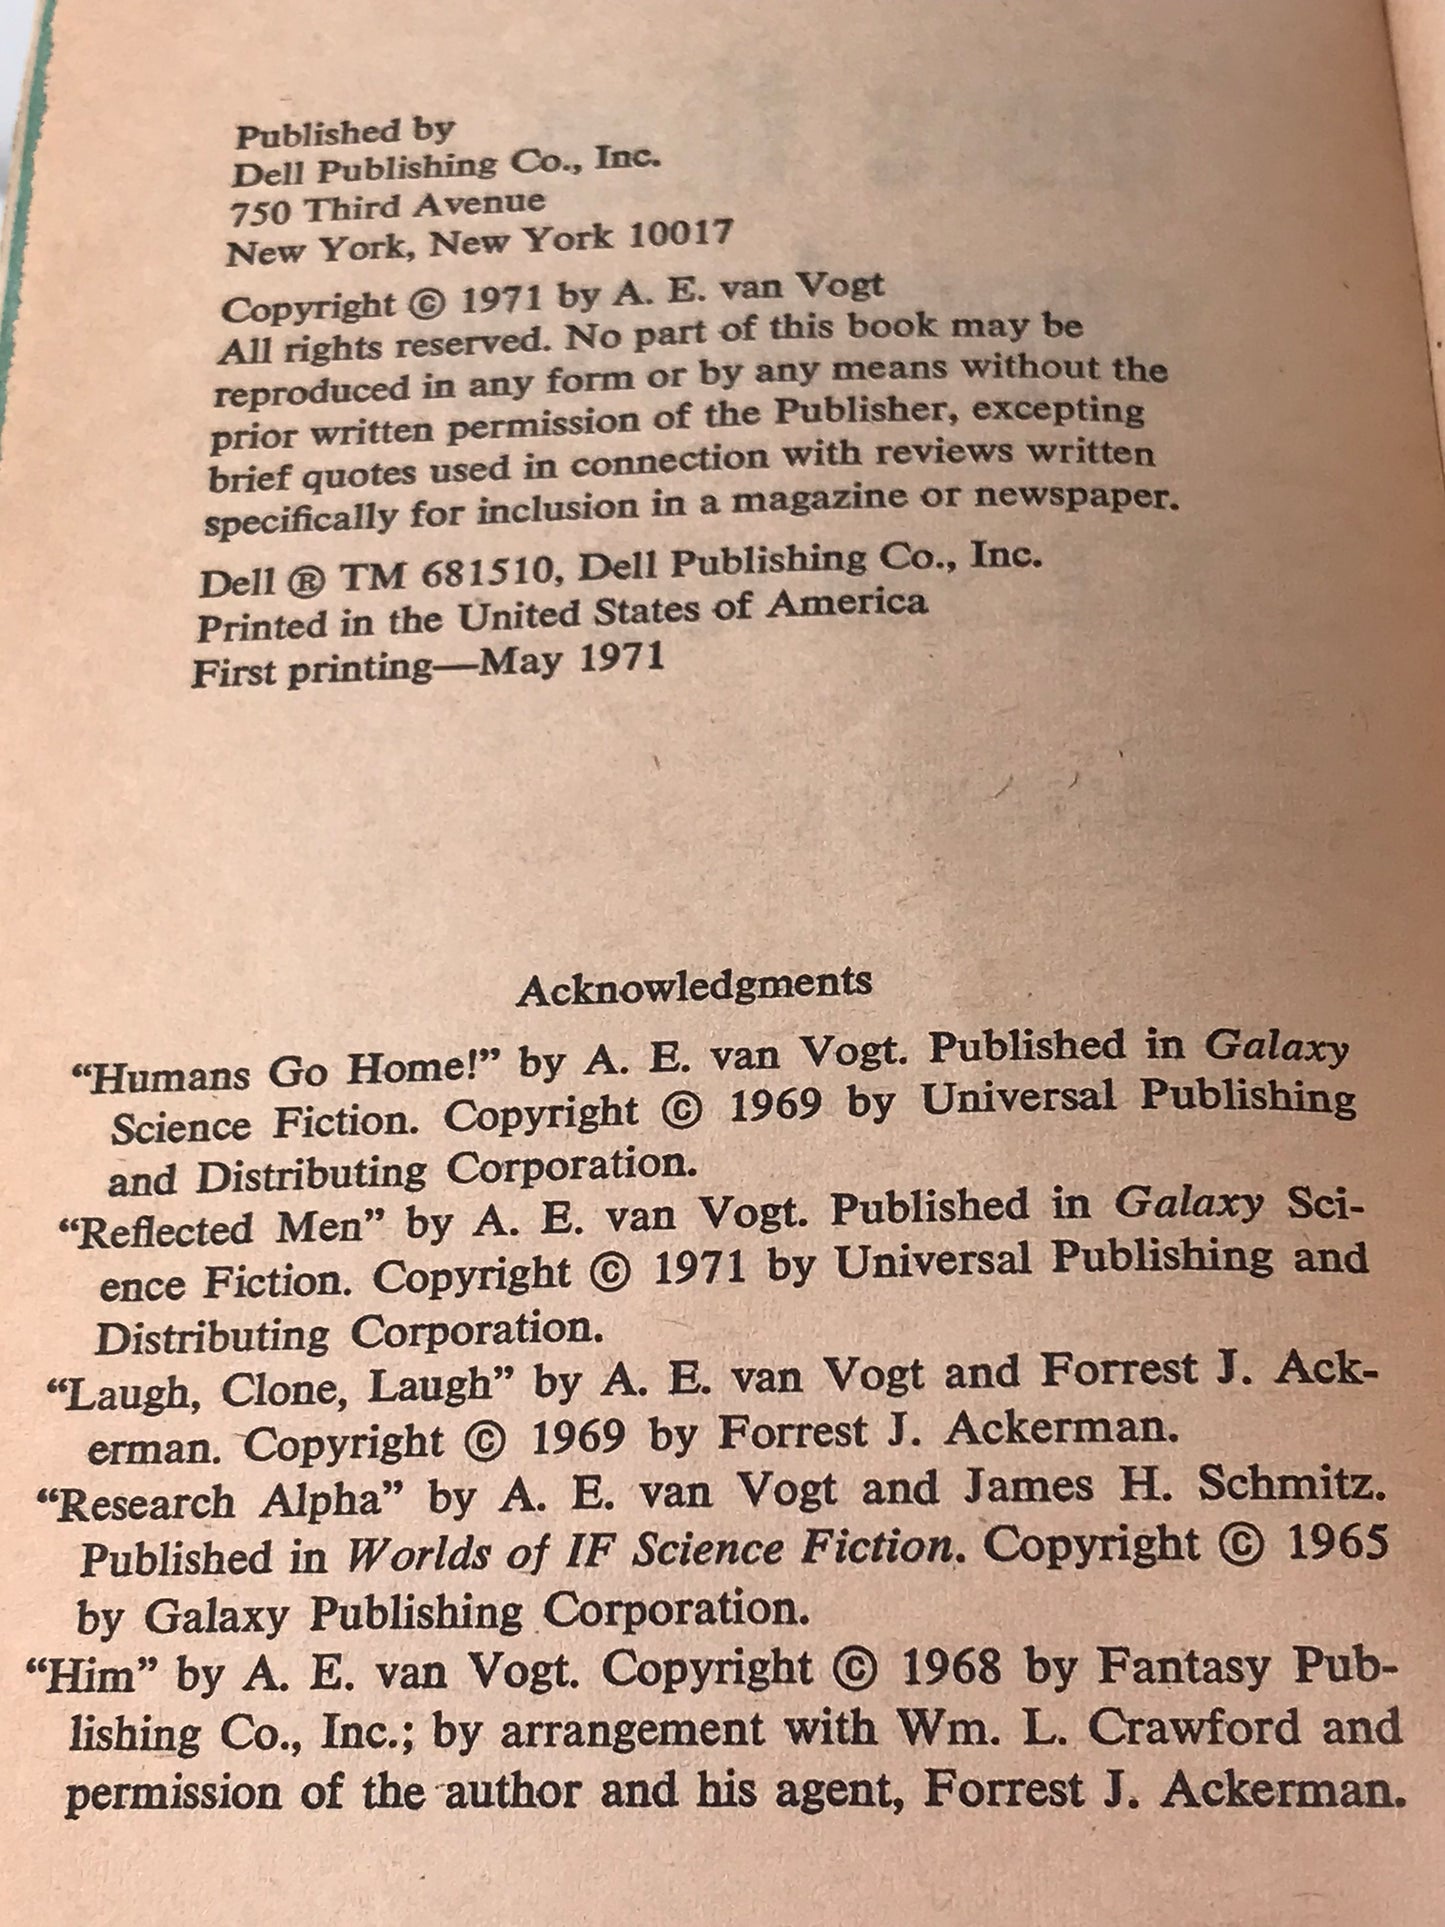 Published by
Dell Publishing Co., Inc.
750 Third Avenue
New York, New York 10017
Copyright © 1971 by A. E. van Vogt
All rights reserved. No part of this book may be
reproduced in any form or by any means without the
prior written permission of the Publisher, excepting
brief quotes used in connection with reviews written
specifically for inclusion in a magazine or newspaper.
Dell ® TM 681510, Dell Publishing Co., Inc.
Printed in the United States of America
First printing—May 1971
Acknowledgments
“Humans Go Home!” by A. E. van Vogt. Published in Galaxy
Science Fiction. Copyright © 1969 by Universal Publishing
and Distributing Corporation.
“Reflected Men” by A. E. van Vogt. Published in Galaxy Sci-
ence Fiction. Copyright © 1971 by Universal Publishing and
Distributing Corporation.
“Laugh, Clone, Laugh” by A. E. van Vogt and Forrest J. Ack-
erman. Copyright © 1969 by Forrest J. Ackerman.
“Research Alpha” by A. E. van Vogt and James H. Schmitz.
Published in Worlds of IF Science Fiction. Copyright © 1965
by Galaxy Publishing Corporation.
“Him” by A. E. van Vogt. Copyright © 1968 by Fantasy Pub-
lishing Co., Inc.; by arrangement with Wm. L. Crawford and
permission of the author and his agent, Forrest J. Ackerman.